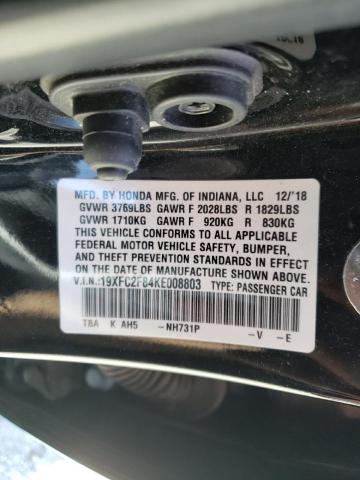 MFD. BY HONDA MFG. OF INDIANA, LLC 12/'18
GVWR 3769LBS GAWR F 2028LBS R 1829LBS
GVWR 1710KG GAWR F 920KG R 830KG
THIS VEHICLE CONFORMS TO ALL APPLICABLE
FEDERAL MOTOR VEHICLE SAFETY, BUMPER,
AND THEFT PREVENTION STANDARDS IN EFFECT
ON THE DATE OF MANUFACTURE SHOWN ABOVE.
V.I.N.:19XFC2F84KE008803 TYPE: PASSENGER CAR
TBA K AH5 -NH731P -V -E